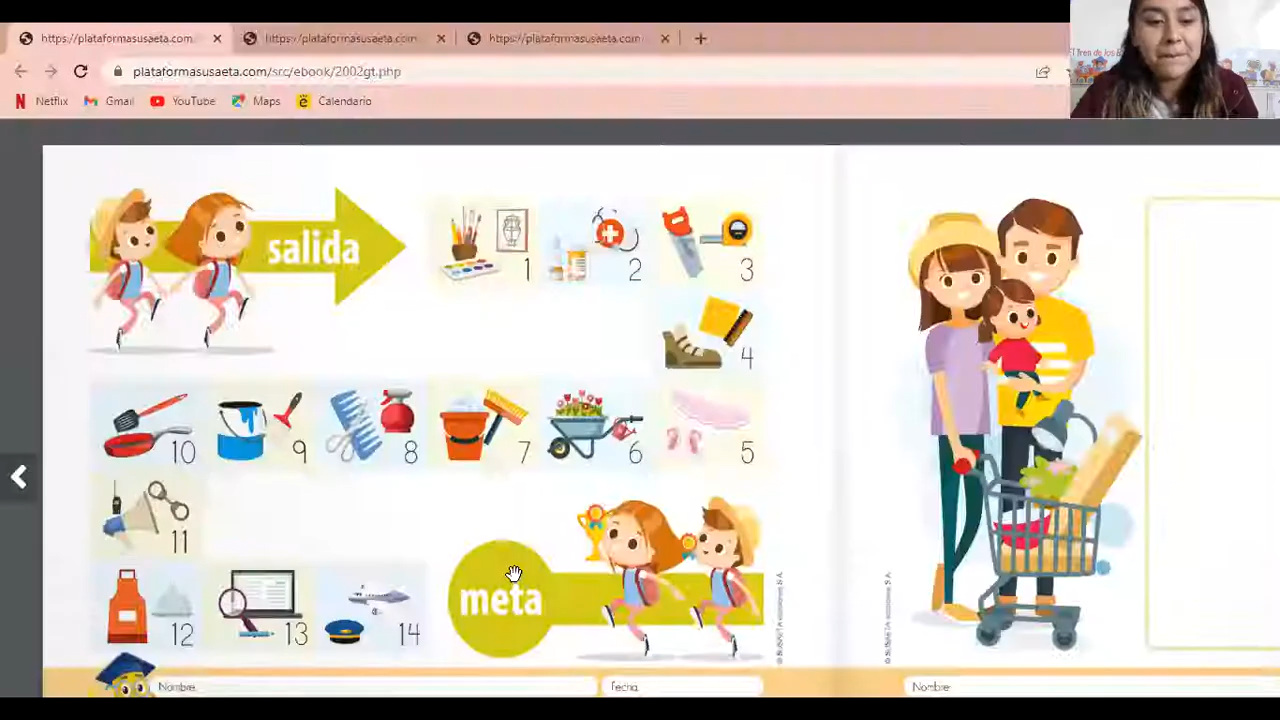 https://plataformasusaeta.com
https://plataformasusaeta.com
https://plataformasusaeta.com
plataformasusaeta.com/src/ebook/2002gt.php
Netflix
Gmail
YouTube
Maps
Calendario
salida
1
2
3
4
10
9
8
7
6
5
11
12
13
14
meta
Nombre
Fecha
Nombre